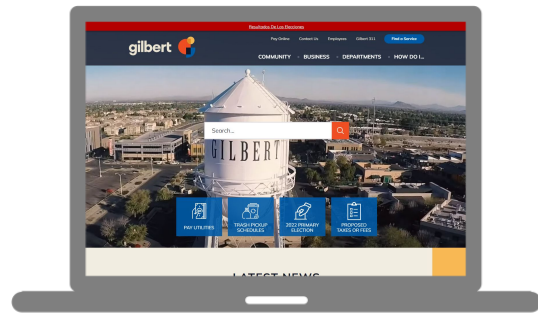 Resultados De Las Elecciones
Pay Online Contact Us Employees Gilbert 311 Find a Service
gilbert
COMMUNITY BUSINESS DEPARTMENTS HOW DO I...
Search...
GILBERT
PAY UTILITIES
TRASH PICKUP
SCHEDULES
2022 PRIMARY
ELECTION
PROPOSED
TAXES OR FEES
LATEST NEWS